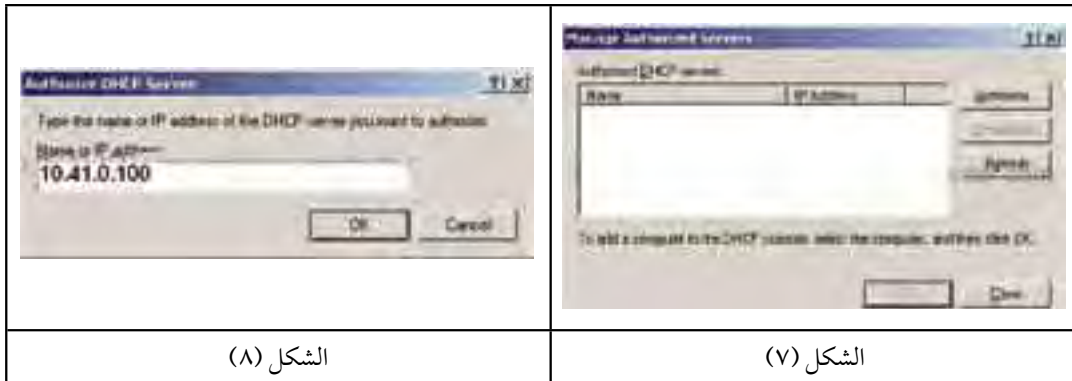 Manage Authorized Servers
Authorized DHCP servers:
Name
IP Address
Authorize
Refresh
To add a computer to the DHCP console, select the computer, and then click OK.
Close
الشكل (٧)
Authorize DHCP Server
Type the name or IP address of the DHCP server you want to authorize:
Name or IP address:
10.41.0.100
OK
Cancel
الشكل (٨)